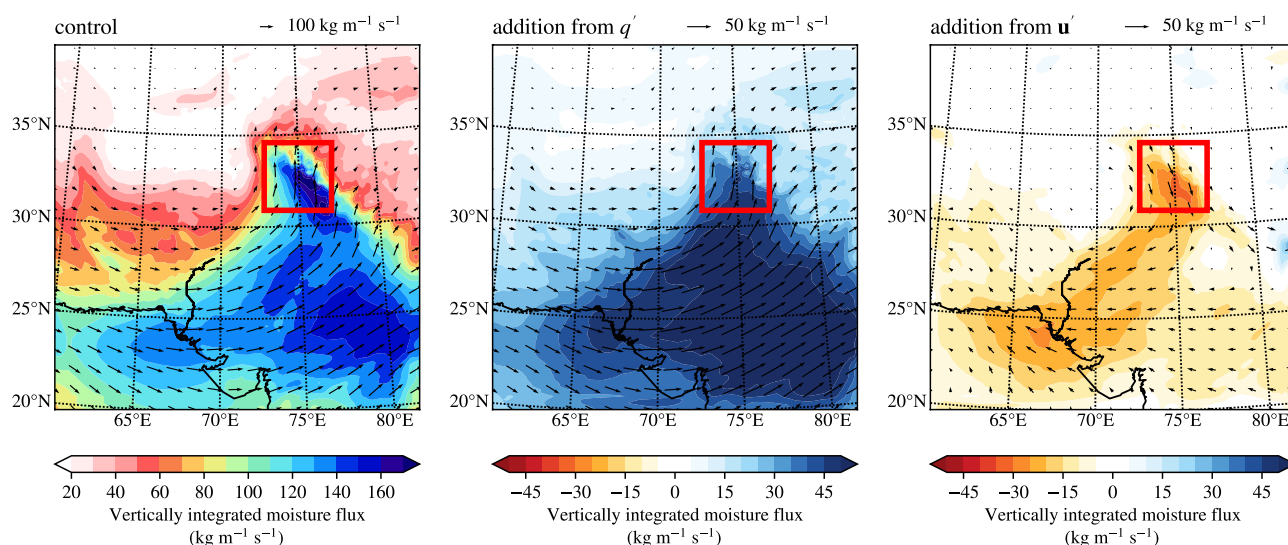 control → 100 kg m⁻¹ s⁻¹
addition from q′ → 50 kg m⁻¹ s⁻¹
addition from u′ → 50 kg m⁻¹ s⁻¹
35°N
30°N
25°N
20°N
65°E 70°E 75°E 80°E
35°N
30°N
25°N
20°N
65°E 70°E 75°E 80°E
35°N
30°N
25°N
20°N
65°E 70°E 75°E 80°E
20 40 60 80 100 120 140 160
Vertically integrated moisture flux
(kg m⁻¹ s⁻¹)
−45 −30 −15 0 15 30 45
Vertically integrated moisture flux
(kg m⁻¹ s⁻¹)
−45 −30 −15 0 15 30 45
Vertically integrated moisture flux
(kg m⁻¹ s⁻¹)